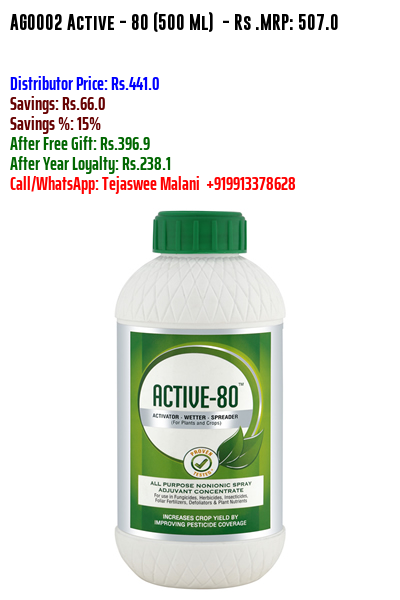 AG0002 Active - 80 (500 Ml)  - Rs .MRP: 507.0
Distributor Price: Rs.441.0
Savings: Rs.66.0
Savings %: 15%
After Free Gift: Rs.396.9
After Year Loyalty: Rs.238.1
Call/WhatsApp: Tejaswee Malani  +919913378628
ACTIVE-80™
ACTIVATOR - WETTER - SPREADER
(For Plants and Crops)
PROVEN
ALL PURPOSE NONIONIC SPRAY
ADJUVANT CONCENTRATE
For use in Fungicides, Herbicides, Insecticides,
Foliar Fertilizers, Defoliators & Plant Nutrients
INCREASES CROP YIELD BY
IMPROVING PESTICIDE COVERAGE